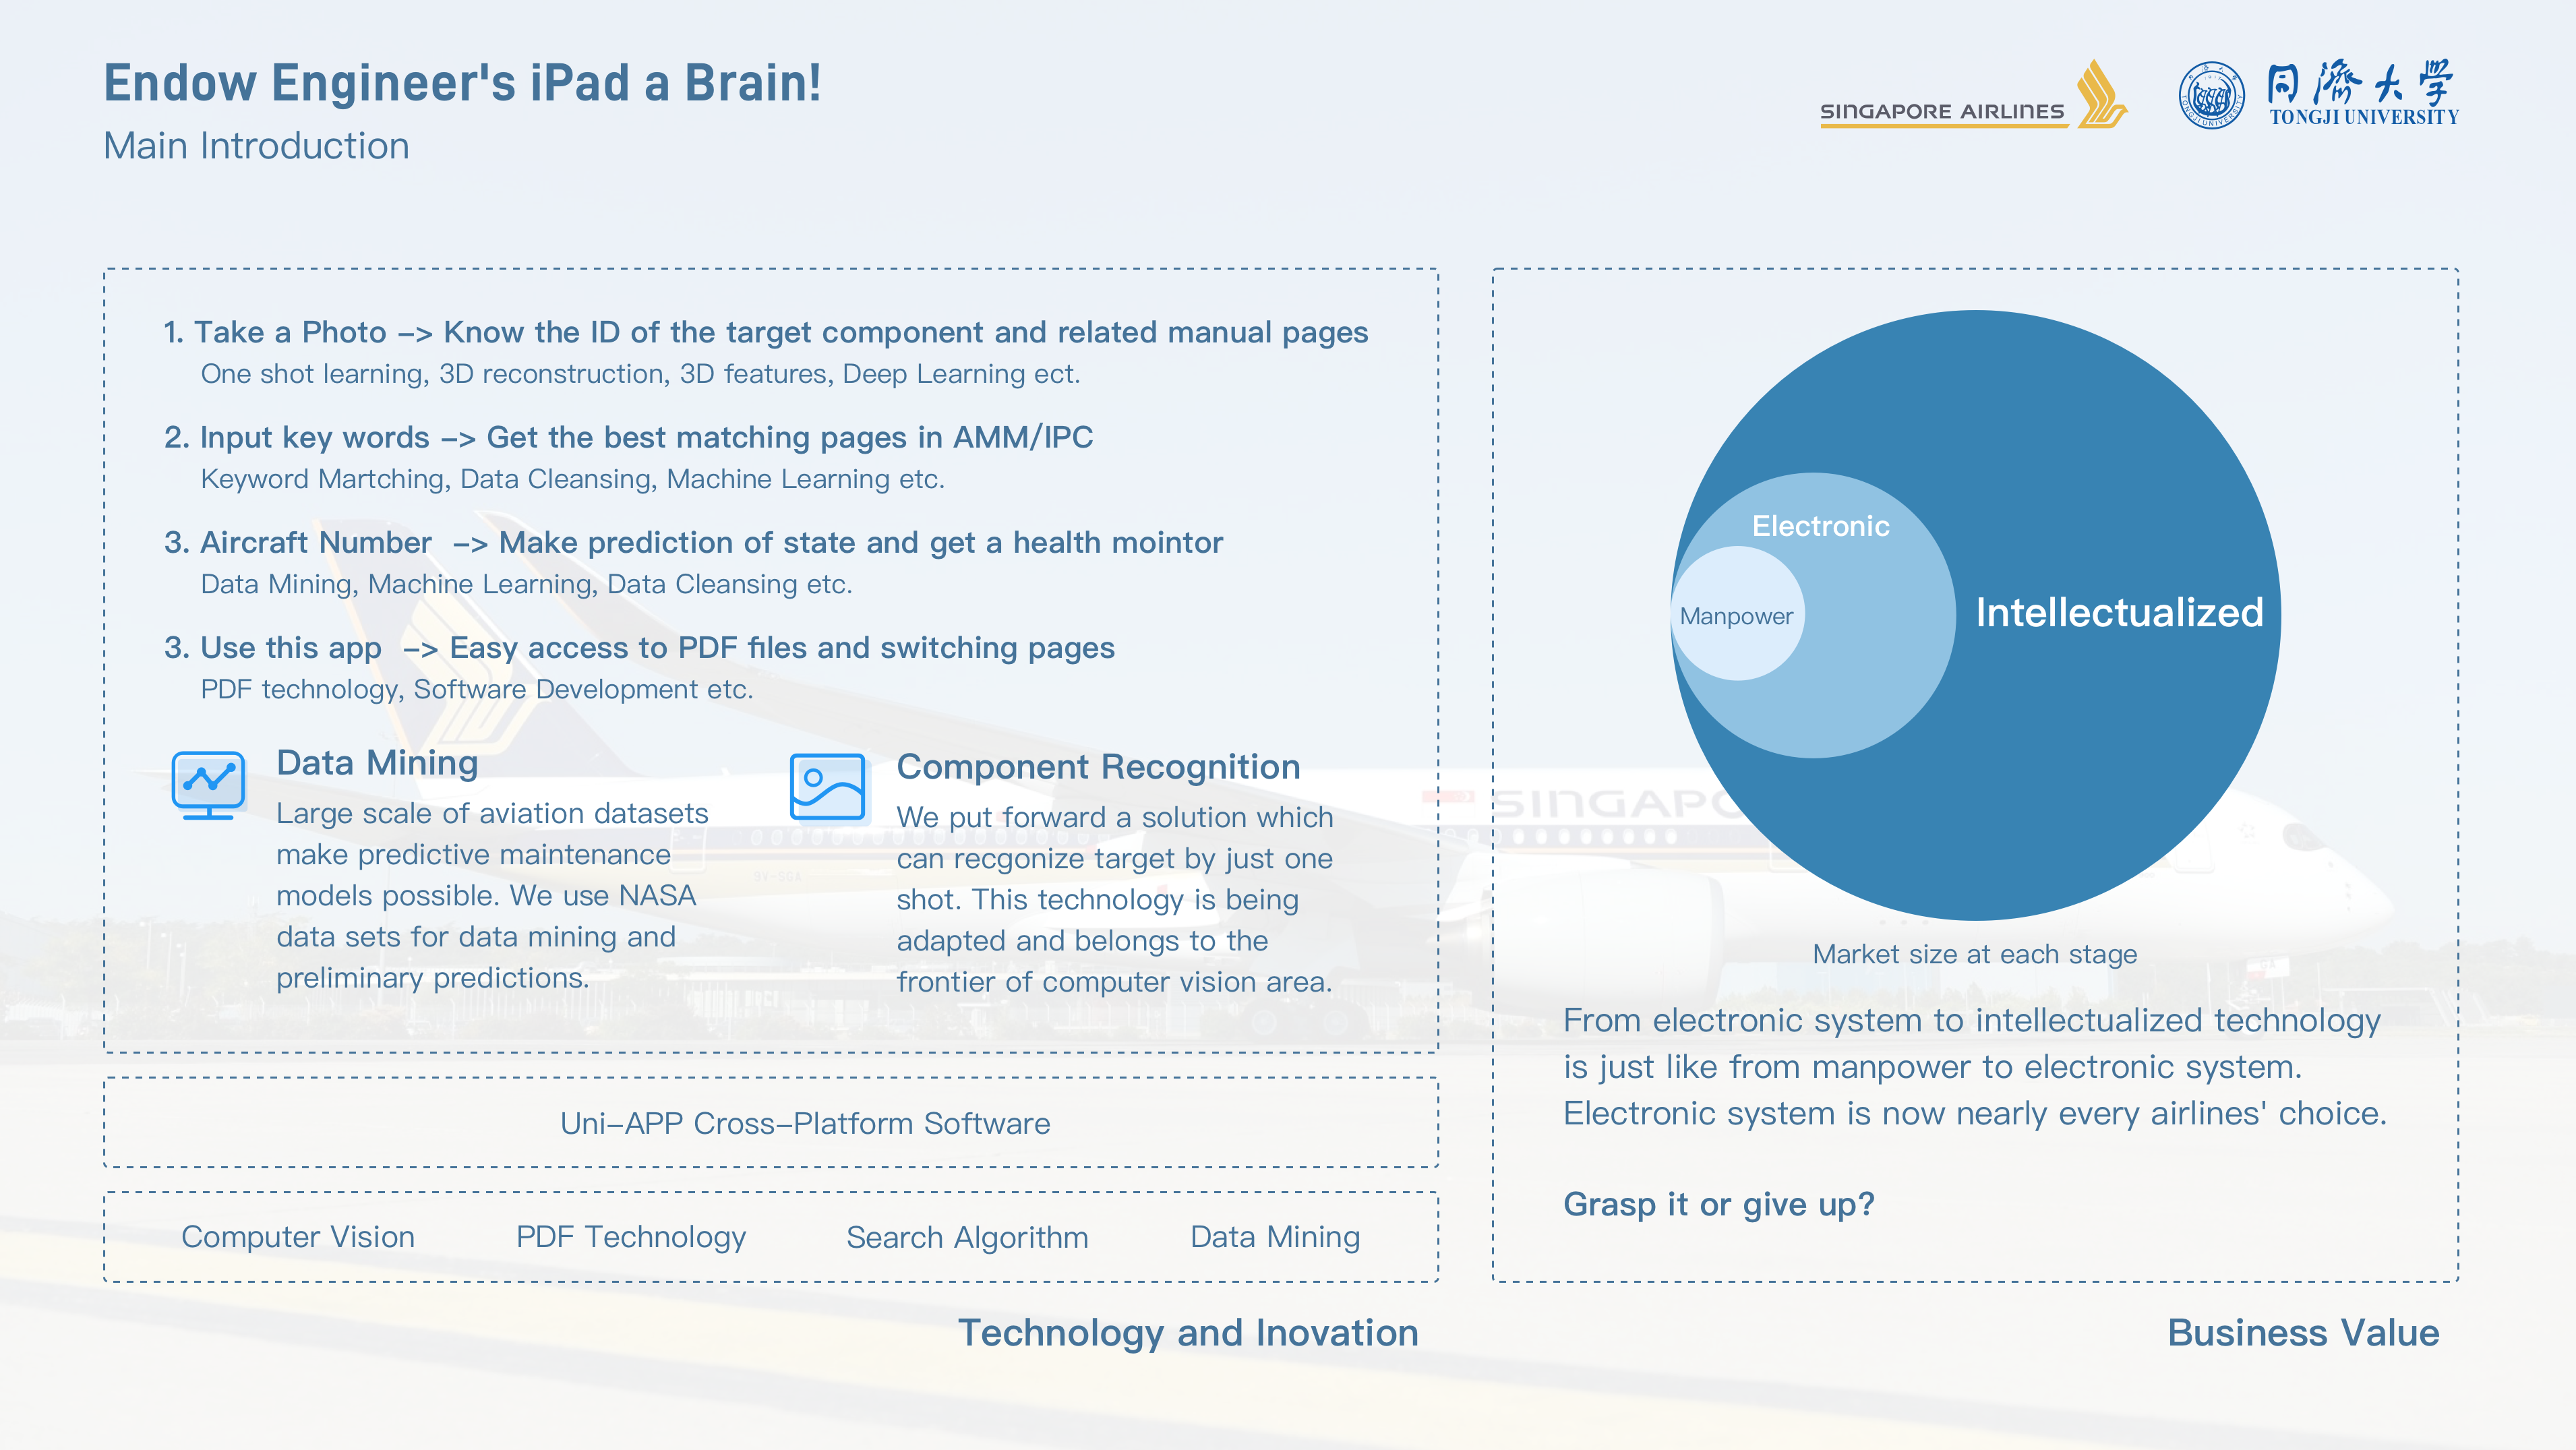 Endow Engineer's iPad a Brain!
Main Introduction
SINGAPORE AIRLINES
同濟大学
TONGJI UNIVERSITY
1. Take a Photo –> Know the ID of the target component and related manual pages
One shot learning, 3D reconstruction, 3D features, Deep Learning ect.
2. Input key words –> Get the best matching pages in AMM/IPC
Keyword Martching, Data Cleansing, Machine Learning etc.
3. Aircraft Number –> Make prediction of state and get a health mointor
Data Mining, Machine Learning, Data Cleansing etc.
3. Use this app –> Easy access to PDF files and switching pages
PDF technology, Software Development etc.
Data Mining
Large scale of aviation datasets
make predictive maintenance
models possible. We use NASA
data sets for data mining and
preliminary predictions.
Component Recognition
We put forward a solution which
can recgonize target by just one
shot. This technology is being
adapted and belongs to the
frontier of computer vision area.
Uni–APP Cross–Platform Software
Computer Vision
PDF Technology
Search Algorithm
Data Mining
Technology and Inovation
Electronic
Manpower
Intellectualized
SINGAPO
Market size at each stage
From electronic system to intellectualized technology
is just like from manpower to electronic system.
Electronic system is now nearly every airlines' choice.
Grasp it or give up?
Business Value